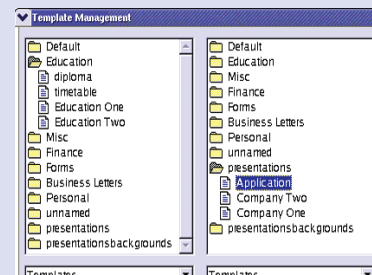 Template Management
Default
Education
diploma
timetable
Education One
Education Two
Misc
Finance
Forms
Business Letters
Personal
unnamed
presentations
presentationsbackgrounds
Templates
Default
Education
Misc
Finance
Forms
Business Letters
Personal
unnamed
presentations
Application
Company Two
Company One
presentationsbackgrounds
Templates